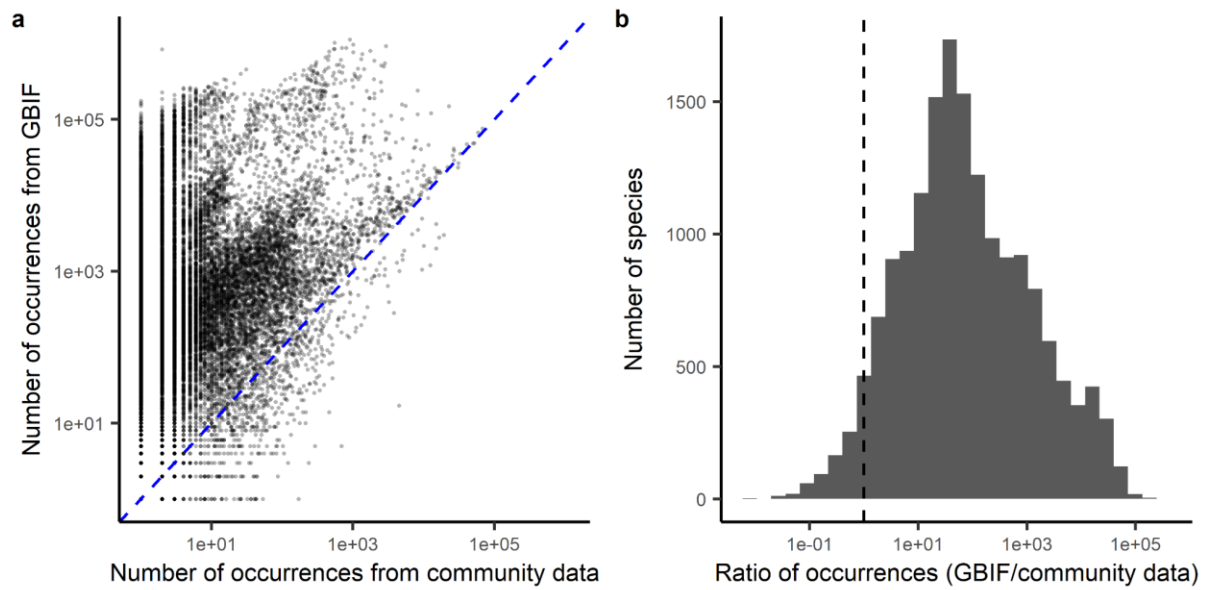 a
Number of occurrences from GBIF
1e+05
1e+03
1e+01
1e+01 1e+03 1e+05
Number of occurrences from community data
b
Number of species
1500
1000
500
0
1e-01 1e+01 1e+03 1e+05
Ratio of occurrences (GBIF/community data)